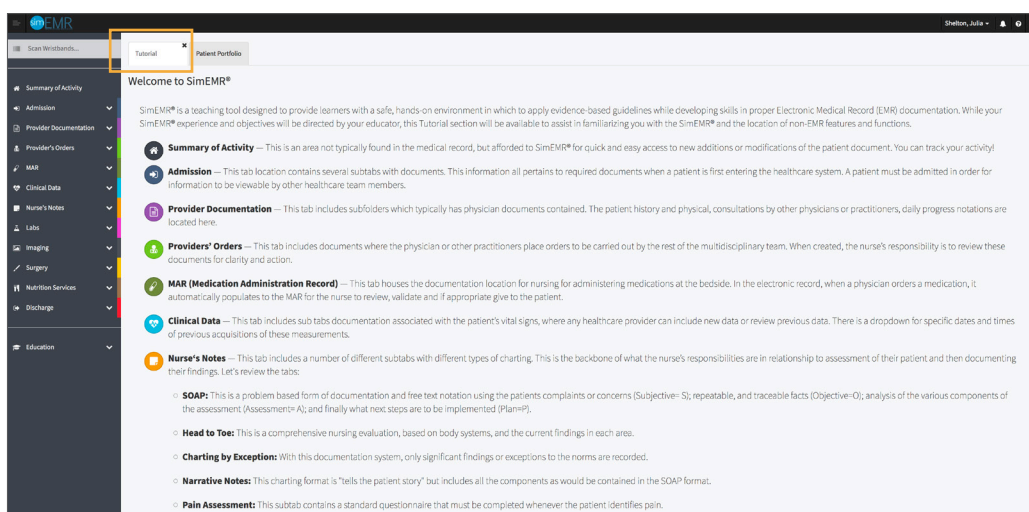 simEMR
Shelton, Julia
Scan Wristbands...
Tutorial
Patient Portfolio
Summary of Activity
Admission
Provider Documentation
Provider's Orders
MAR
Clinical Data
Nurse's Notes
Labs
Imaging
Surgery
Nutrition Services
Discharge
Education
Welcome to SimEMR®
SimEMR® is a teaching tool designed to provide learners with a safe, hands-on environment in which to apply evidence-based guidelines while developing skills in proper Electronic Medical Record (EMR) documentation. While your
SimEMR® experience and objectives will be directed by your educator, this Tutorial section will be available to assist in familiarizing you with the SimEMR® and the location of non-EMR features and functions.
Summary of Activity — This is an area not typically found in the medical record, but afforded to SimEMR® for quick and easy access to new additions or modifications of the patient document. You can track your activity!
Admission — This tab location contains several subtabs with documents. This information all pertains to required documents when a patient is first entering the healthcare system. A patient must be admitted in order for
information to be viewable by other healthcare team members.
Provider Documentation — This tab includes subfolders which typically has physician documents contained. The patient history and physical, consultations by other physicians or practitioners, daily progress notations are
located here.
Providers' Orders — This tab includes documents where the physician or other practitioners place orders to be carried out by the rest of the multidisciplinary team. When created, the nurse's responsibility is to review these
documents for clarity and action.
MAR (Medication Administration Record) — This tab houses the documentation location for nursing for administering medications at the bedside. In the electronic record, when a physician orders a medication, it
automatically populates to the MAR for the nurse to review, validate and if appropriate give to the patient.
Clinical Data — This tab includes sub tabs documentation associated with the patient's vital signs, where any healthcare provider can include new data or review previous data. There is a dropdown for specific dates and times
of previous acquisitions of these measurements.
Nurse‘s Notes — This tab includes a number of different subtabs with different types of charting. This is the backbone of what the nurse's responsibilities are in relationship to assessment of their patient and then documenting
their findings. Let's review the tabs:
SOAP: This is a problem based form of documentation and free text notation using the patients complaints or concerns (Subjective= S); repeatable, and traceable facts (Objective=O); analysis of the various components of
the assessment (Assessment= A); and finally what next steps are to be implemented (Plan=P).
Head to Toe: This is a comprehensive nursing evaluation, based on body systems, and the current findings in each area.
Charting by Exception: With this documentation system, only significant findings or exceptions to the norms are recorded.
Narrative Notes: This charting format is "tells the patient story" but includes all the components as would be contained in the SOAP format.
Pain Assessment: This subtab contains a standard questionnaire that must be completed whenever the patient identifies pain.